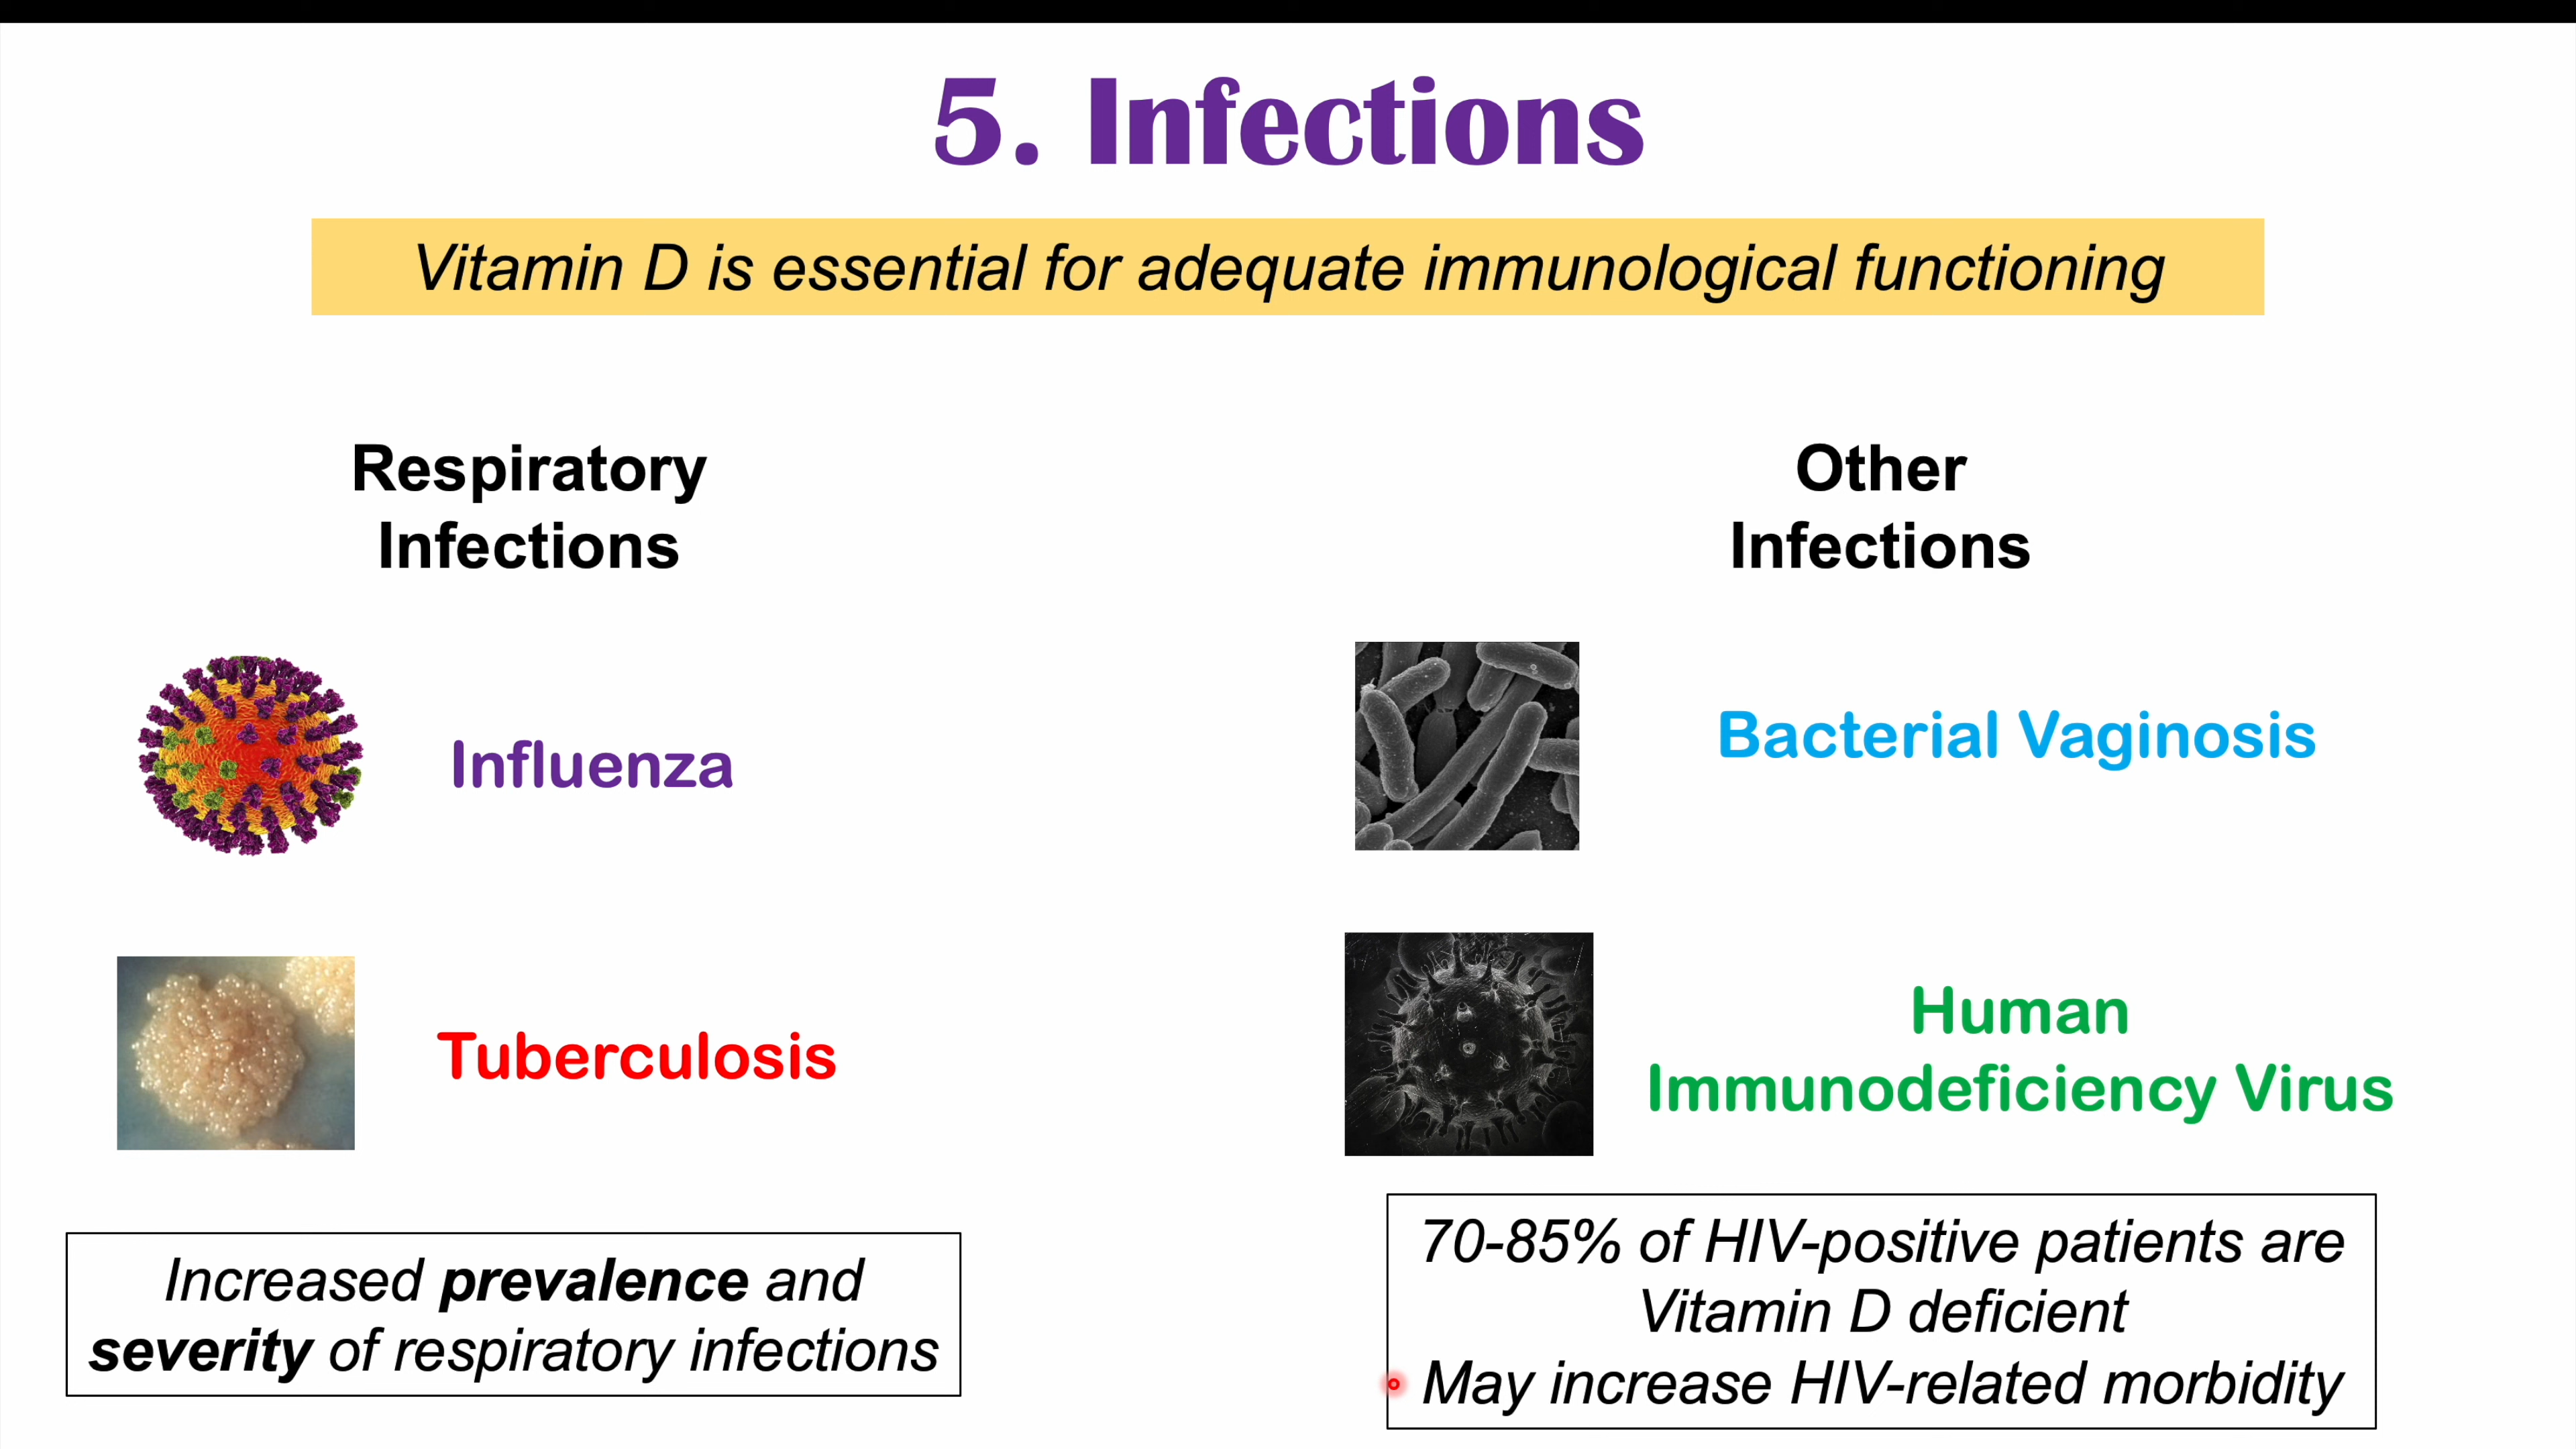 5. Infections
Vitamin D is essential for adequate immunological functioning
Respiratory
Infections
Influenza
Tuberculosis
Increased prevalence and
severity of respiratory infections
Other
Infections
Bacterial Vaginosis
Human
Immunodeficiency Virus
70-85% of HIV-positive patients are
Vitamin D deficient
May increase HIV-related morbidity